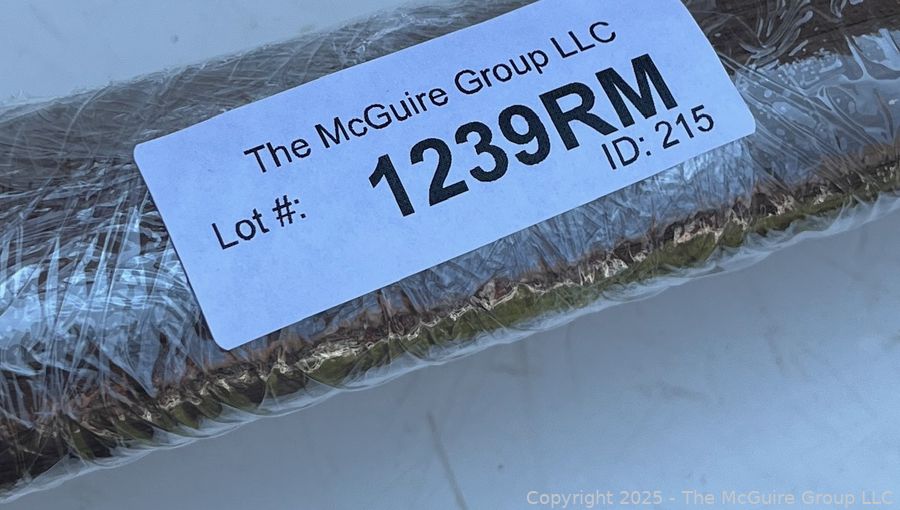 The McGuire Group LLC
Lot #: 1239RM
ID: 215
Copyright 2025 - The McGuire Group LLC